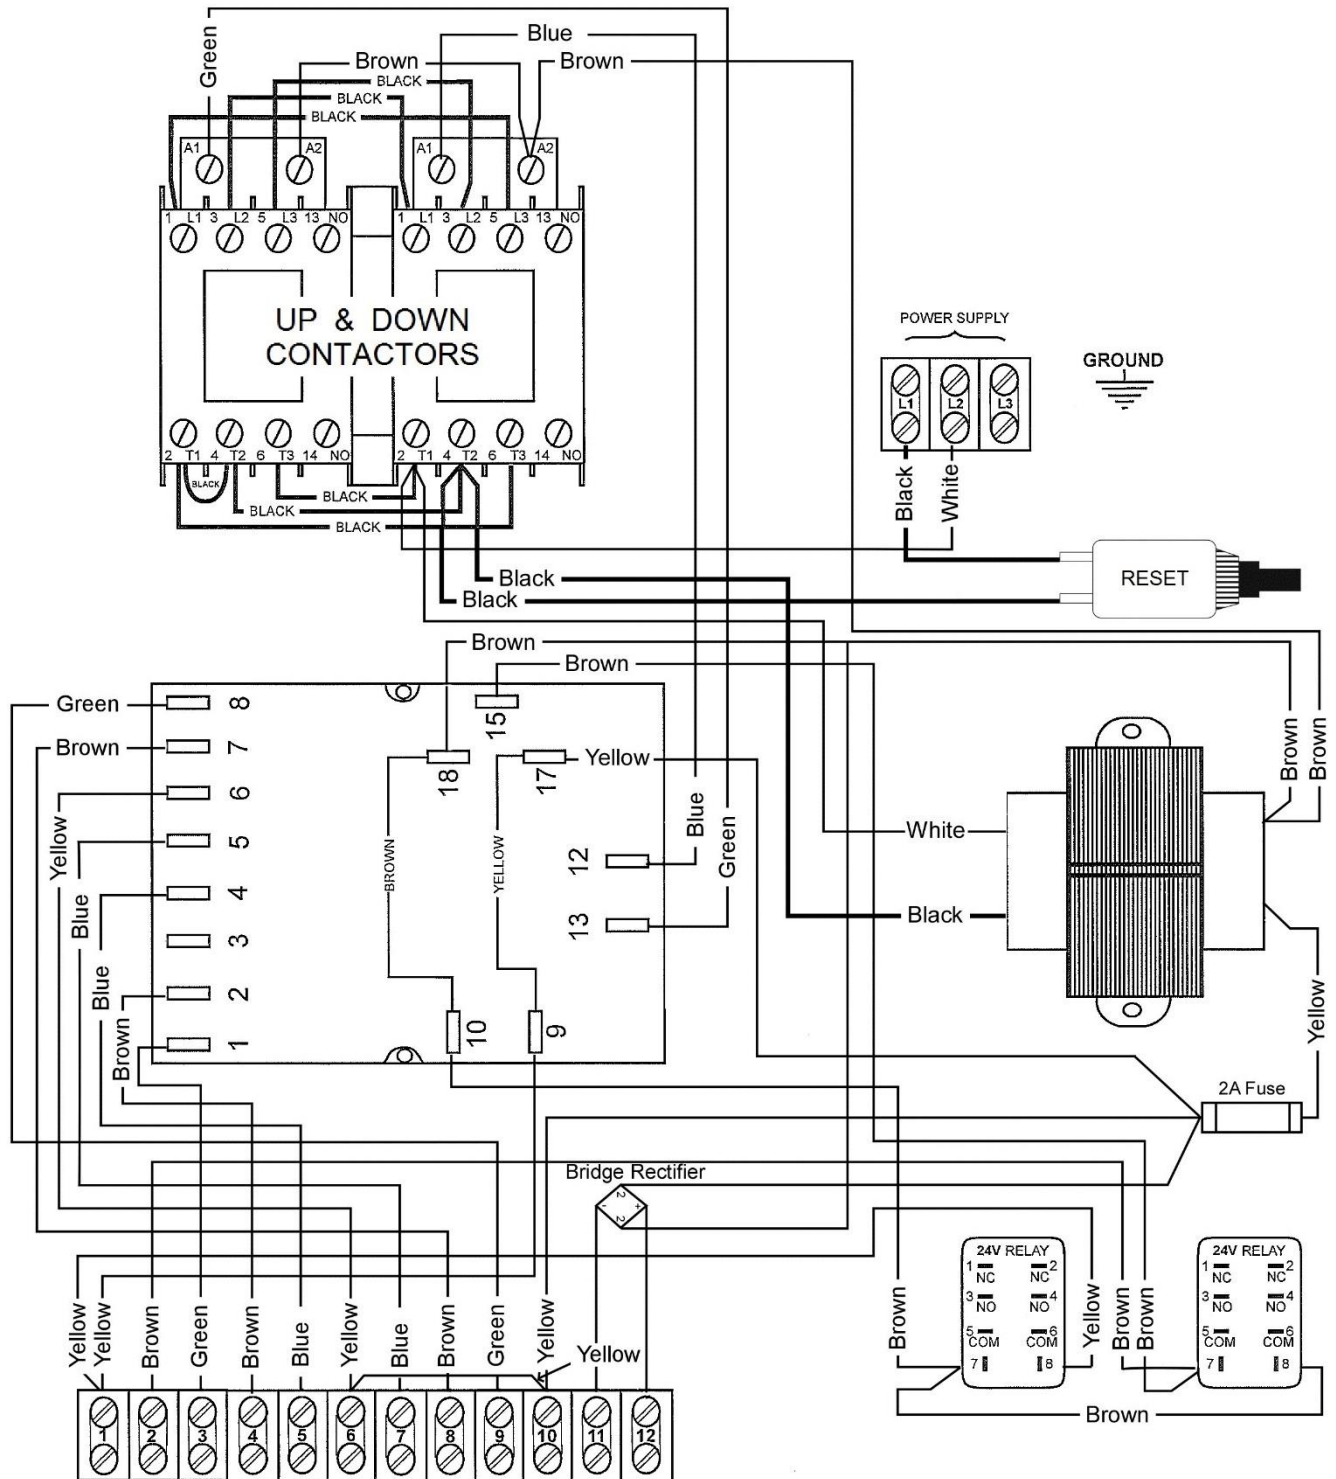 Green
Blue
Brown
Brown
BLACK
BLACK
BLACK
A1 A2 A1 A2
1 L1 3 L2 5 L3 13 NO 1 L1 3 L2 5 L3 13 NO
UP & DOWN
CONTACTORS
2 T1 4 T2 6 T3 14 NO 2 T1 4 T2 6 T3 14 NO
BLACK
BLACK
BLACK
BLACK
POWER SUPPLY
L1 L2 L3
GROUND
Black
White
RESET
Black
Black
Brown
Brown
Green
Brown
Yellow
Blue
Blue
Brown
8
7
6
5
4
3
2
1
15
18
17
Yellow
BROWN
YELLOW
12
13
10
9
Blue
Green
White
Black
Brown
Brown
Yellow
2A Fuse
Bridge Rectifier
2
- +
2
24V RELAY
1 2
NC NC
3 4
NO NO
5 6
COM COM
7 8
24V RELAY
1 2
NC NC
3 4
NO NO
5 6
COM COM
7 8
Brown
Yellow
Brown
Brown
Brown
Yellow
Yellow
Brown
Green
Brown
Blue
Yellow
Blue
Brown
Green
Yellow
Yellow
1 2 3 4 5 6 7 8 9 10 11 12